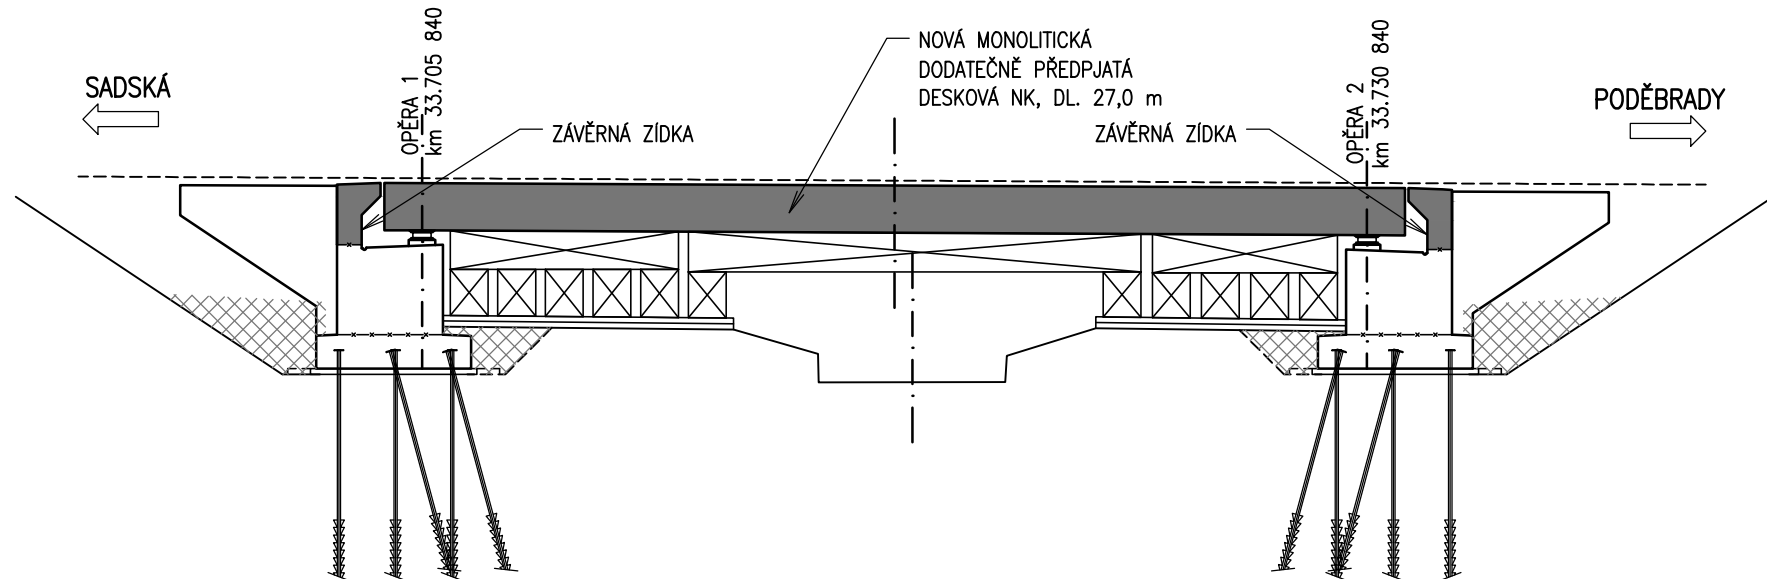 SADSKÁ
OPĚRA 1
km 33.705 840
ZÁVĚRNÁ ZÍDKA
NOVÁ MONOLITICKÁ
DODATEČNĚ PŘEDPJATÁ
DESKOVÁ NK, DL. 27,0 m
ZÁVĚRNÁ ZÍDKA
OPĚRA 2
km 33.730 840
PODĚBRADY